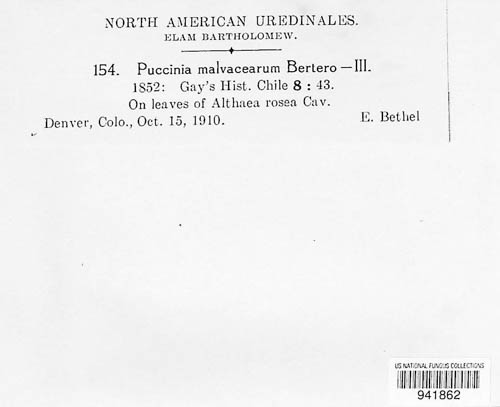 NORTH AMERICAN UREDINALES.
ELAM BARTHOLOMEW.
154. Puccinia malvacearum Bertero — III.
1852: Gay's Hist. Chile 8 : 43.
On leaves of Althaea rosea Cav.
Denver, Colo., Oct. 15, 1910. E. Bethel
US NATIONAL FUNGUS COLLECTIONS
941862